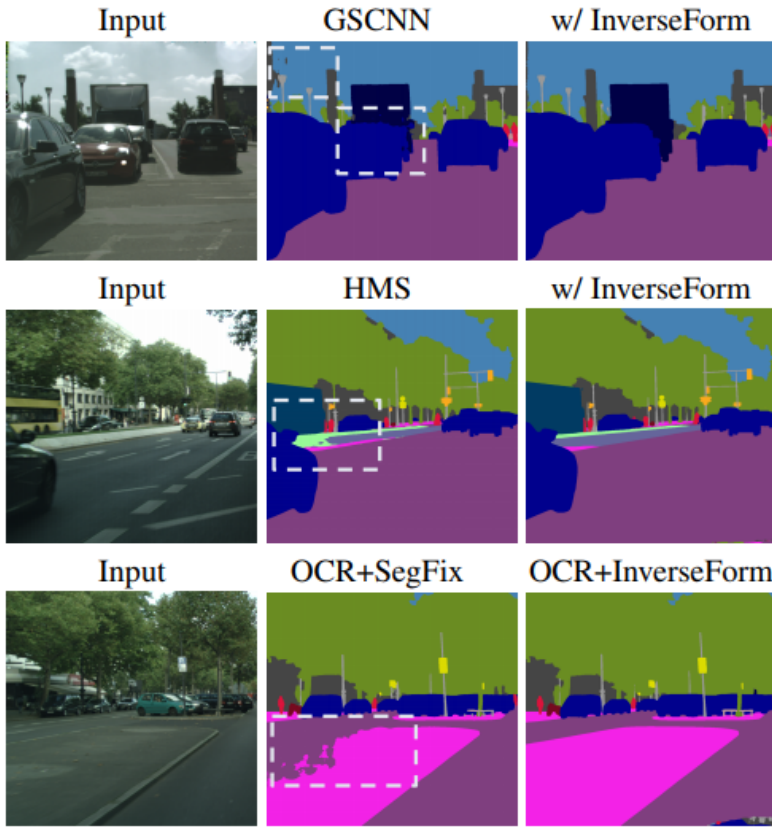 Input GSCNN w/ InverseForm
Input HMS w/ InverseForm
Input OCR+SegFix OCR+InverseForm